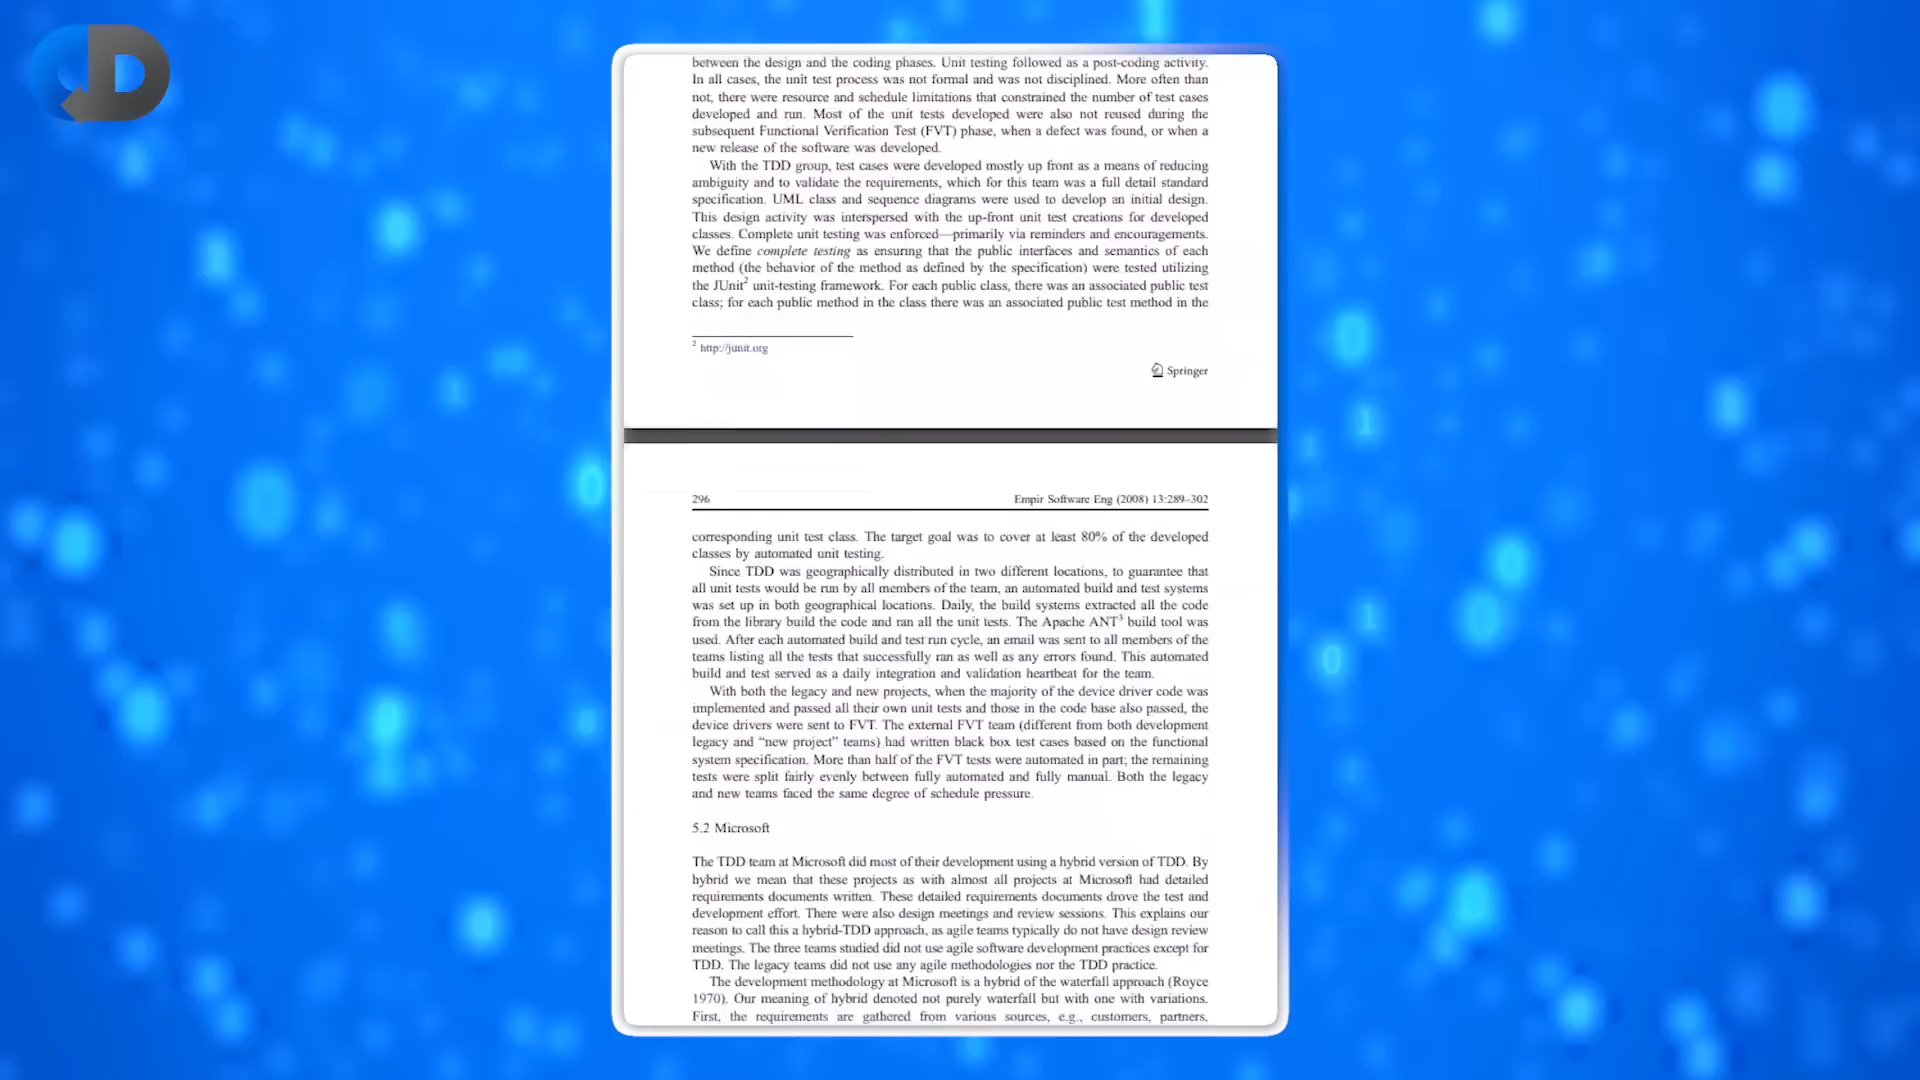 between the design and the coding phases. Unit testing followed as a post-coding activity.
In all cases, the unit test process was not formal and was not disciplined. More often than
not, there were resource and schedule limitations that constrained the number of test cases
developed and run. Most of the unit tests developed were also not reused during the
subsequent Functional Verification Test (FVT) phase, when a defect was found, or when a
new release of the software was developed.
With the TDD group, test cases were developed mostly up front as a means of reducing
ambiguity and to validate the requirements, which for this team was a full detail standard
specification. UML class and sequence diagrams were used to develop an initial design.
This design activity was interspersed with the up-front unit test creations for developed
classes. Complete unit testing was enforced—primarily via reminders and encouragements.
We define complete testing as ensuring that the public interfaces and semantics of each
method (the behavior of the method as defined by the specification) were tested utilizing
the JUnit² unit-testing framework. For each public class, there was an associated public test
class; for each public method in the class there was an associated public test method in the
² http://junit.org
Springer
296 Empir Software Eng (2008) 13:289–302
corresponding unit test class. The target goal was to cover at least 80% of the developed
classes by automated unit testing.
Since TDD was geographically distributed in two different locations, to guarantee that
all unit tests would be run by all members of the team, an automated build and test systems
was set up in both geographical locations. Daily, the build systems extracted all the code
from the library build the code and ran all the unit tests. The Apache ANT³ build tool was
used. After each automated build and test run cycle, an email was sent to all members of the
teams listing all the tests that successfully ran as well as any errors found. This automated
build and test served as a daily integration and validation heartbeat for the team.
With both the legacy and new projects, when the majority of the device driver code was
implemented and passed all their own unit tests and those in the code base also passed, the
device drivers were sent to FVT. The external FVT team (different from both development
legacy and “new project” teams) had written black box test cases based on the functional
system specification. More than half of the FVT tests were automated in part; the remaining
tests were split fairly evenly between fully automated and fully manual. Both the legacy
and new teams faced the same degree of schedule pressure.
5.2 Microsoft
The TDD team at Microsoft did most of their development using a hybrid version of TDD. By
hybrid we mean that these projects as with almost all projects at Microsoft had detailed
requirements documents written. These detailed requirements documents drove the test and
development effort. There were also design meetings and review sessions. This explains our
reason to call this a hybrid-TDD approach, as agile teams typically do not have design review
meetings. The three teams studied did not use agile software development practices except for
TDD. The legacy teams did not use any agile methodologies nor the TDD practice.
The development methodology at Microsoft is a hybrid of the waterfall approach (Royce
1970). Our meaning of hybrid denoted not purely waterfall but with one with variations.
First, the requirements are gathered from various sources, e.g., customers, partners,